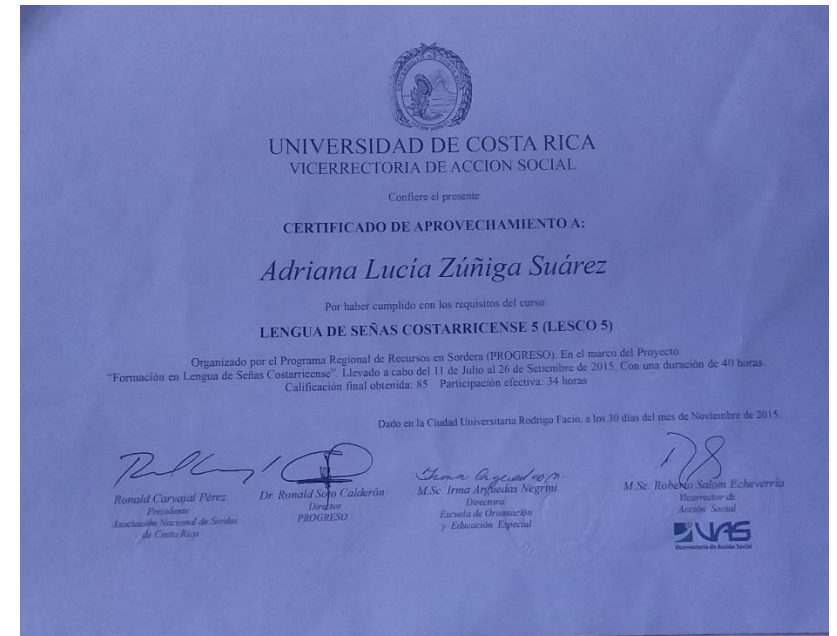 UNIVERSIDAD DE COSTA RICA
VICERRECTORIA DE ACCION SOCIAL
Confiere el presente
CERTIFICADO DE APROVECHAMIENTO A:
Adriana Lucía Zúñiga Suárez
Por haber cumplido con los requisitos del curso:
LENGUA DE SEÑAS COSTARRICENSE 5 (LESCO 5)
Organizado por el Programa Regional de Recursos en Sordera (PROGRESO). En el marco del Proyecto
"Formación en Lengua de Señas Costarricense". Llevado a cabo del 11 de Julio al 26 de Setiembre de 2015. Con una duración de 40 horas.
Calificación final obtenida: 85 Participación efectiva: 34 horas
Dado en la Ciudad Universitaria Rodrigo Facio, a los 30 días del mes de Noviembre de 2015.
Ronald Carvajal Pérez
Presidente
Asociación Nacional de Sordos
de Costa Rica
Dr. Ronald Soto Calderón
Director
PROGRESO
M.Sc. Irma Arguedas Negrini
Directora
Escuela de Orientación
y Educación Especial
M.Sc. Roberto Salom Echeverría
Vicerrector de
Acción Social
VAS
Vicerrectoría de Acción Social